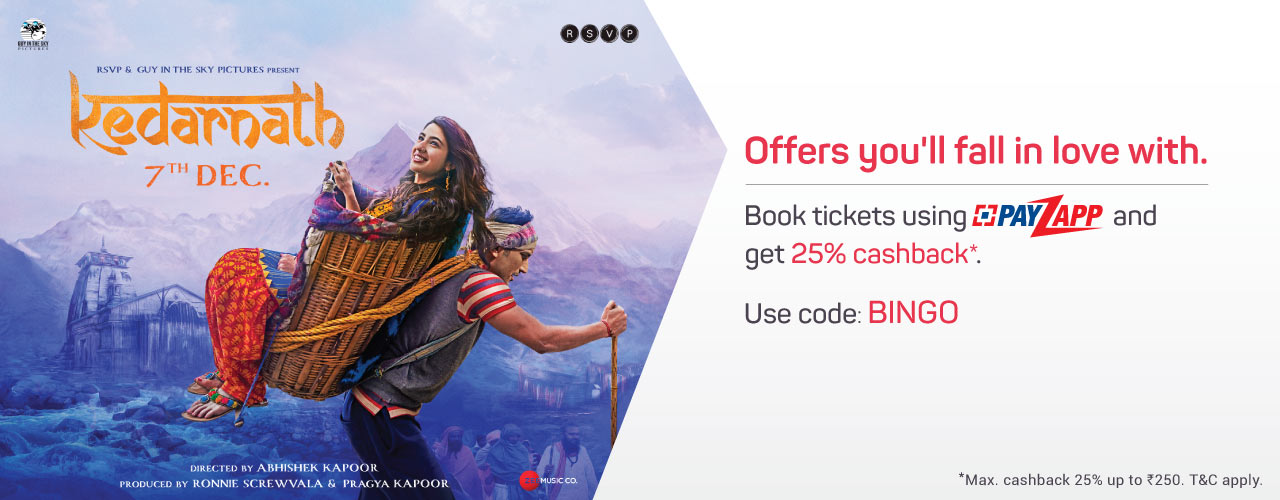 GUY IN THE SKY
PICTURES
RSVP
RSVP & GUY IN THE SKY PICTURES PRESENT
Kedarnath
7TH DEC.
DIRECTED BY ABHISHEK KAPOOR
PRODUCED BY RONNIE SCREWVALA & PRAGYA KAPOOR
ZEE MUSIC CO.
Offers you'll fall in love with.
Book tickets using PAYZAPP and
get 25% cashback*.
Use code: BINGO
*Max. cashback 25% up to ₹250. T&C apply.